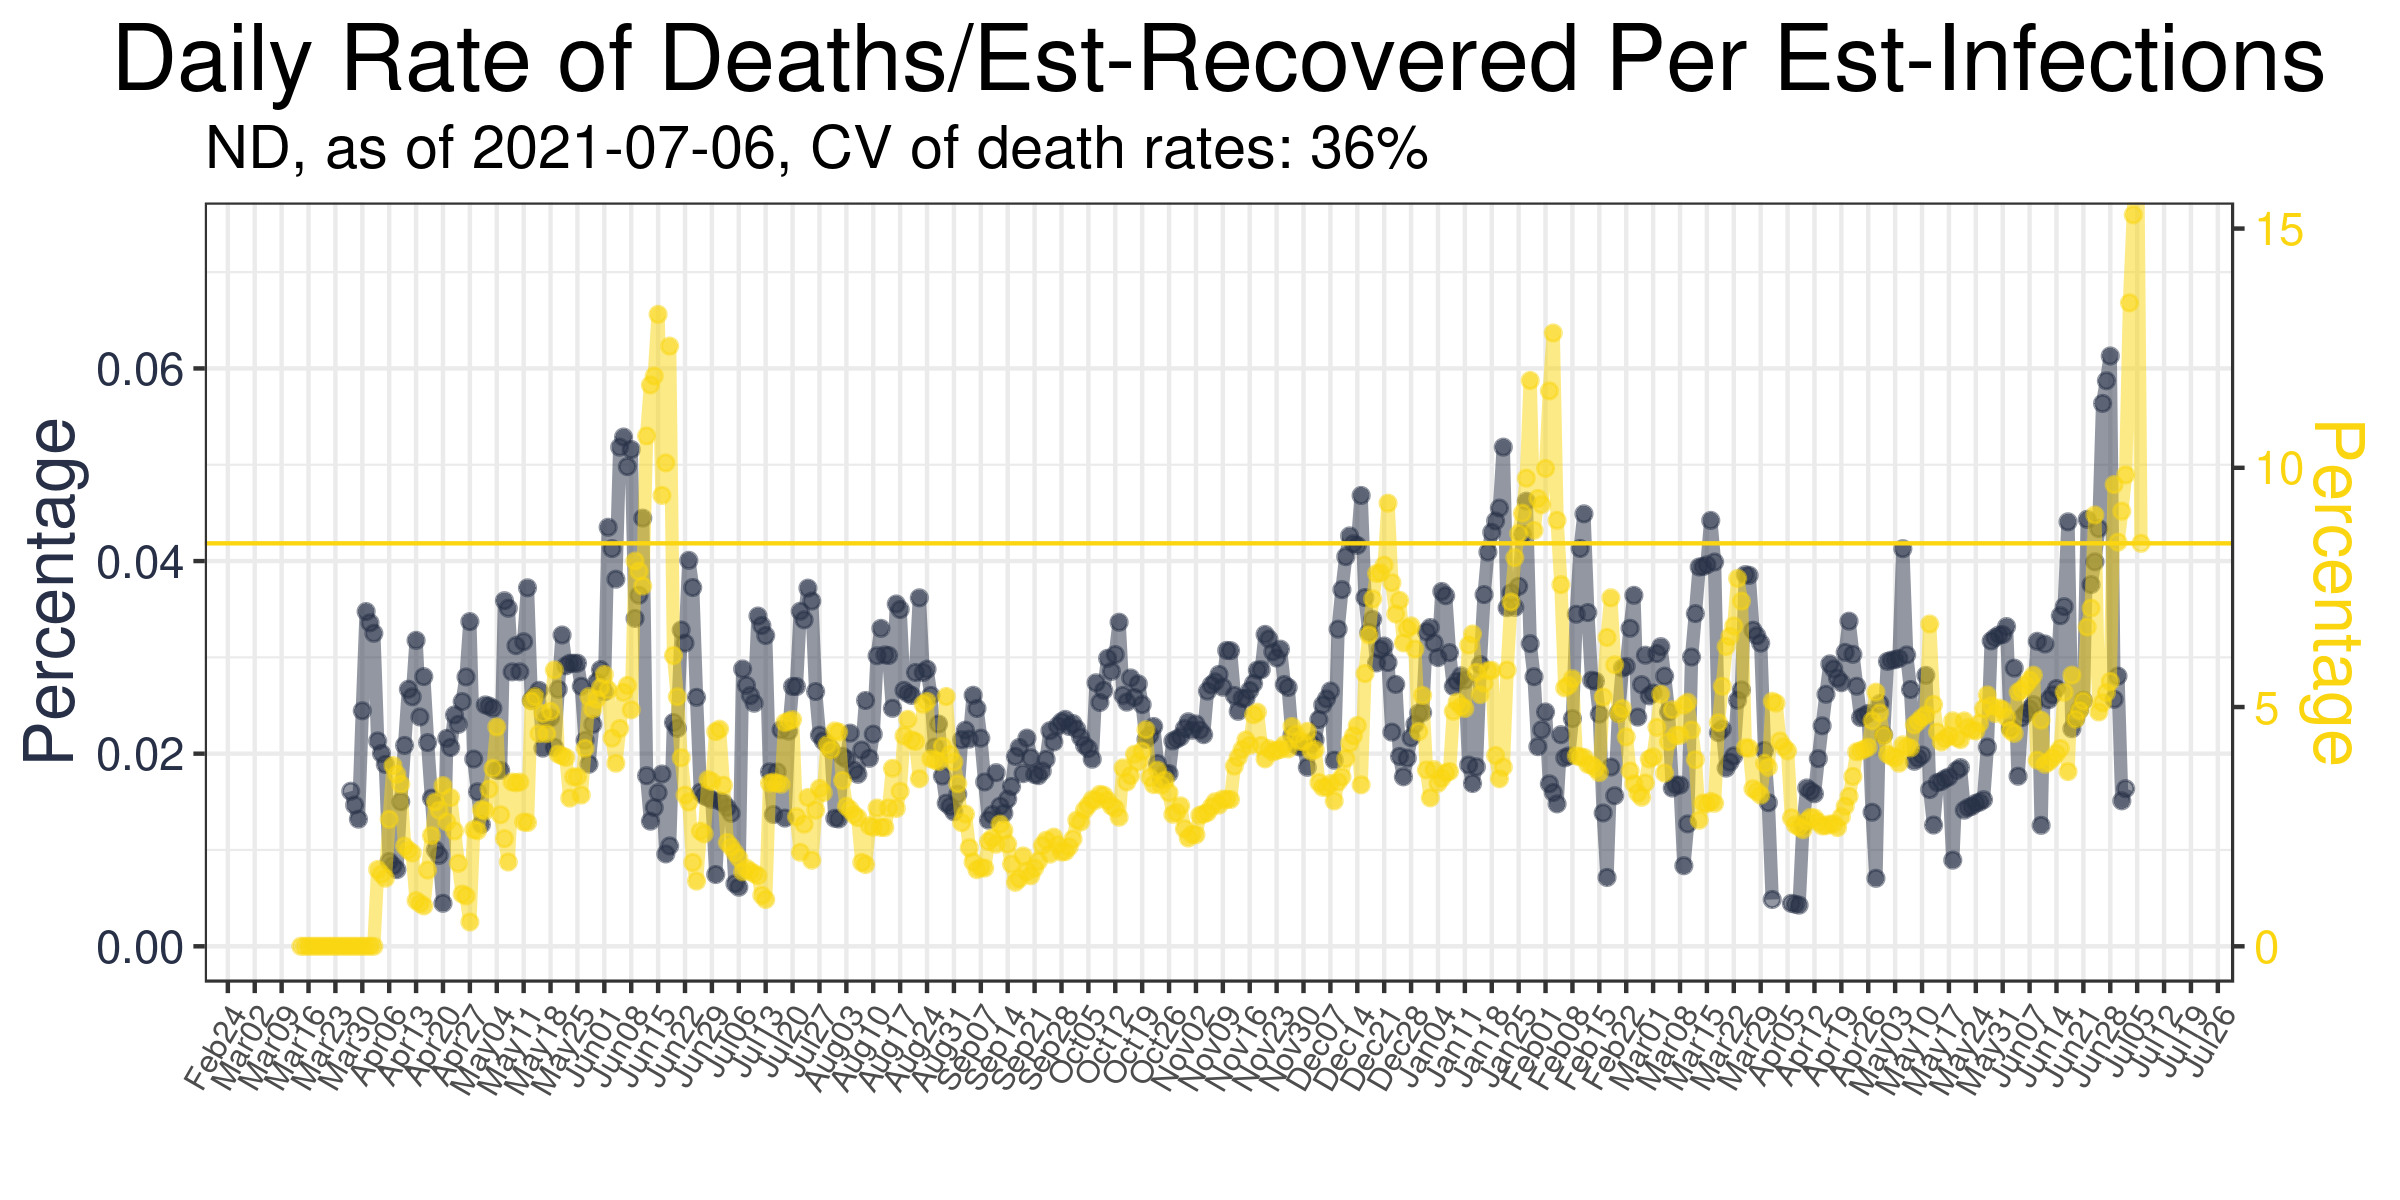 Daily Rate of Deaths/Est-Recovered Per Est-Infections
ND, as of 2021-07-06, CV of death rates: 36%
Percentage
0.06
0.04
0.02
0.00
15
10
5
0
Percentage
Feb24
Mar02
Mar09
Mar16
Mar23
Mar30
Apr06
Apr13
Apr20
Apr27
May04
May11
May18
May25
Jun01
Jun08
Jun15
Jun22
Jun29
Jul06
Jul13
Jul20
Jul27
Aug03
Aug10
Aug17
Aug24
Aug31
Sep07
Sep14
Sep21
Sep28
Oct05
Oct12
Oct19
Oct26
Nov02
Nov09
Nov16
Nov23
Nov30
Dec07
Dec14
Dec21
Dec28
Jan04
Jan11
Jan18
Jan25
Feb01
Feb08
Feb15
Feb22
Mar01
Mar08
Mar15
Mar22
Mar29
Apr05
Apr12
Apr19
Apr26
May03
May10
May17
May24
May31
Jun07
Jun14
Jun21
Jun28
Jul05
Jul12
Jul19
Jul26